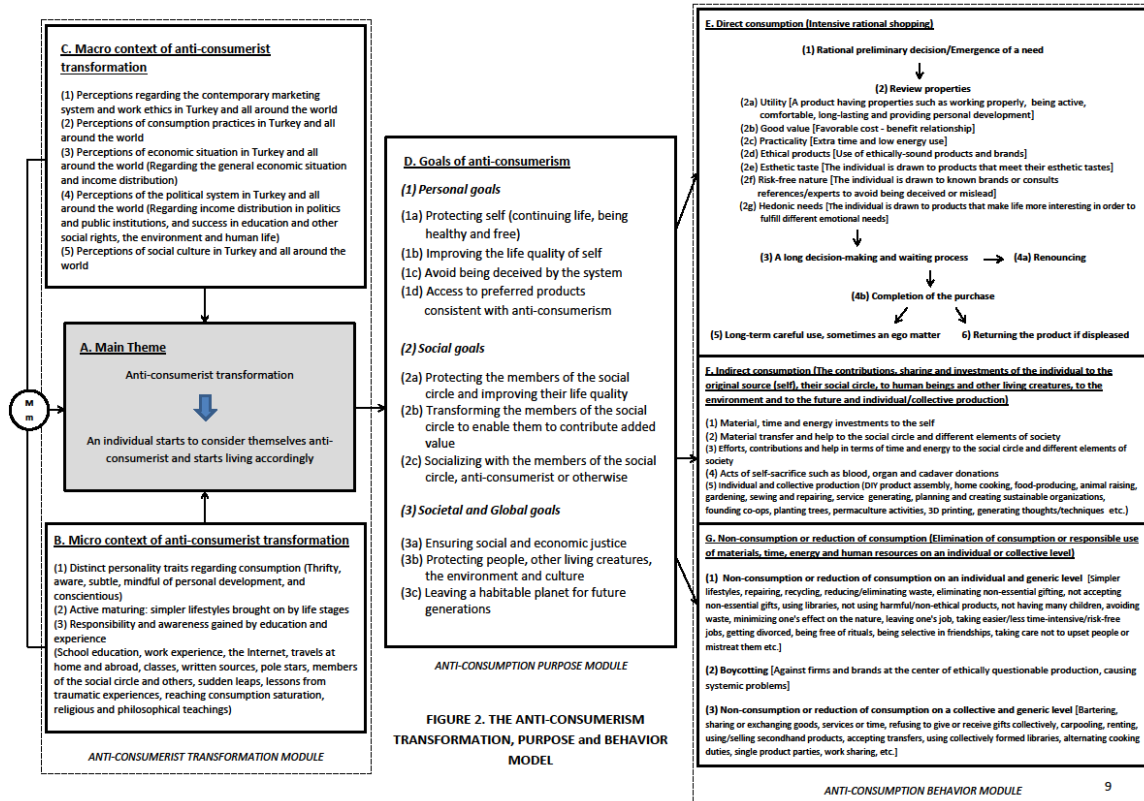 C. Macro context of anti-consumerist
transformation
(1) Perceptions regarding the contemporary marketing
system and work ethics in Turkey and all around the world
(2) Perceptions of consumption practices in Turkey and all
around the world
(3) Perceptions of economic situation in Turkey and all
around the world (Regarding the general economic situation
and income distribution)
(4) Perceptions of the political system in Turkey and all
around the world (Regarding income distribution in politics
and public institutions, and success in education and other
social rights, the environment and human life)
(5) Perceptions of social culture in Turkey and all around the
world
A. Main Theme
Anti-consumerist transformation
An individual starts to consider themselves anti-
consumerist and starts living accordingly
M
m
B. Micro context of anti-consumerist transformation
(1) Distinct personality traits regarding consumption (Thrifty,
aware, subtle, mindful of personal development, and
conscientious)
(2) Active maturing: simpler lifestyles brought on by life stages
(3) Responsibility and awareness gained by education and
experience
(School education, work experience, the Internet, travels at
home and abroad, classes, written sources, pole stars, members
of the social circle and others, sudden leaps, lessons from
traumatic experiences, reaching consumption saturation,
religious and philosophical teachings)
ANTI-CONSUMERIST TRANSFORMATION MODULE
D. Goals of anti-consumerism
(1) Personal goals
(1a) Protecting self (continuing life, being
healthy and free)
(1b) Improving the life quality of self
(1c) Avoid being deceived by the system
(1d) Access to preferred products
consistent with anti-consumerism
(2) Social goals
(2a) Protecting the members of the social
circle and improving their life quality
(2b) Transforming the members of the social
circle to enable them to contribute added
value
(2c) Socializing with the members of the social
circle, anti-consumerist or otherwise
(3) Societal and Global goals
(3a) Ensuring social and economic justice
(3b) Protecting people, other living creatures,
the environment and culture
(3c) Leaving a habitable planet for future
generations
ANTI-CONSUMPTION PURPOSE MODULE
FIGURE 2. THE ANTI-CONSUMERISM
TRANSFORMATION, PURPOSE and BEHAVIOR
MODEL
E. Direct consumption (Intensive rational shopping)
(1) Rational preliminary decision/Emergence of a need
(2) Review properties
(2a) Utility [A product having properties such as working properly, being active,
comfortable, long-lasting and providing personal development]
(2b) Good value [Favorable cost - benefit relationship]
(2c) Practicality [Extra time and low energy use]
(2d) Ethical products [Use of ethically-sound products and brands]
(2e) Esthetic taste [The individual is drawn to products that meet their esthetic tastes]
(2f) Risk-free nature [The individual is drawn to known brands or consults
references/experts to avoid being deceived or mislead]
(2g) Hedonic needs [The individual is drawn to products that make life more interesting in order to
fulfill different emotional needs]
(3) A long decision-making and waiting process
(4a) Renouncing
(4b) Completion of the purchase
(5) Long-term careful use, sometimes an ego matter
6) Returning the product if displeased
F. Indirect consumption (The contributions, sharing and investments of the individual to the
original source (self), their social circle, to human beings and other living creatures, to the
environment and to the future and individual/collective production)
(1) Material, time and energy investments to the self
(2) Material transfer and help to the social circle and different elements of society
(3) Efforts, contributions and help in terms of time and energy to the social circle and different elements of
society
(4) Acts of self-sacrifice such as blood, organ and cadaver donations
(5) Individual and collective production (DIY product assembly, home cooking, food-producing, animal raising,
gardening, sewing and repairing, service generating, planning and creating sustainable organizations,
founding co-ops, planting trees, permaculture activities, 3D printing, generating thoughts/techniques etc.)
G. Non-consumption or reduction of consumption (Elimination of consumption or responsible use
of materials, time, energy and human resources on an individual or collective level)
(1) Non-consumption or reduction of consumption on an individual and generic level [Simpler
lifestyles, repairing, recycling, reducing/eliminating waste, eliminating non-essential gifting, not accepting
non-essential gifts, using libraries, not using harmful/non-ethical products, not having many children, avoiding
waste, minimizing one's effect on the nature, leaving one's job, taking easier/less time-intensive/risk-free
jobs, getting divorced, being free of rituals, being selective in friendships, taking care not to upset people or
mistreat them etc.]
(2) Boycotting [Against firms and brands at the center of ethically questionable production, causing
systemic problems]
(3) Non-consumption or reduction of consumption on a collective and generic level [Bartering,
sharing or exchanging goods, services or time, refusing to give or receive gifts collectively, carpooling, renting,
using/selling secondhand products, accepting transfers, using collectively formed libraries, alternating cooking
duties, single product parties, work sharing, etc.]
ANTI-CONSUMPTION BEHAVIOR MODULE
9